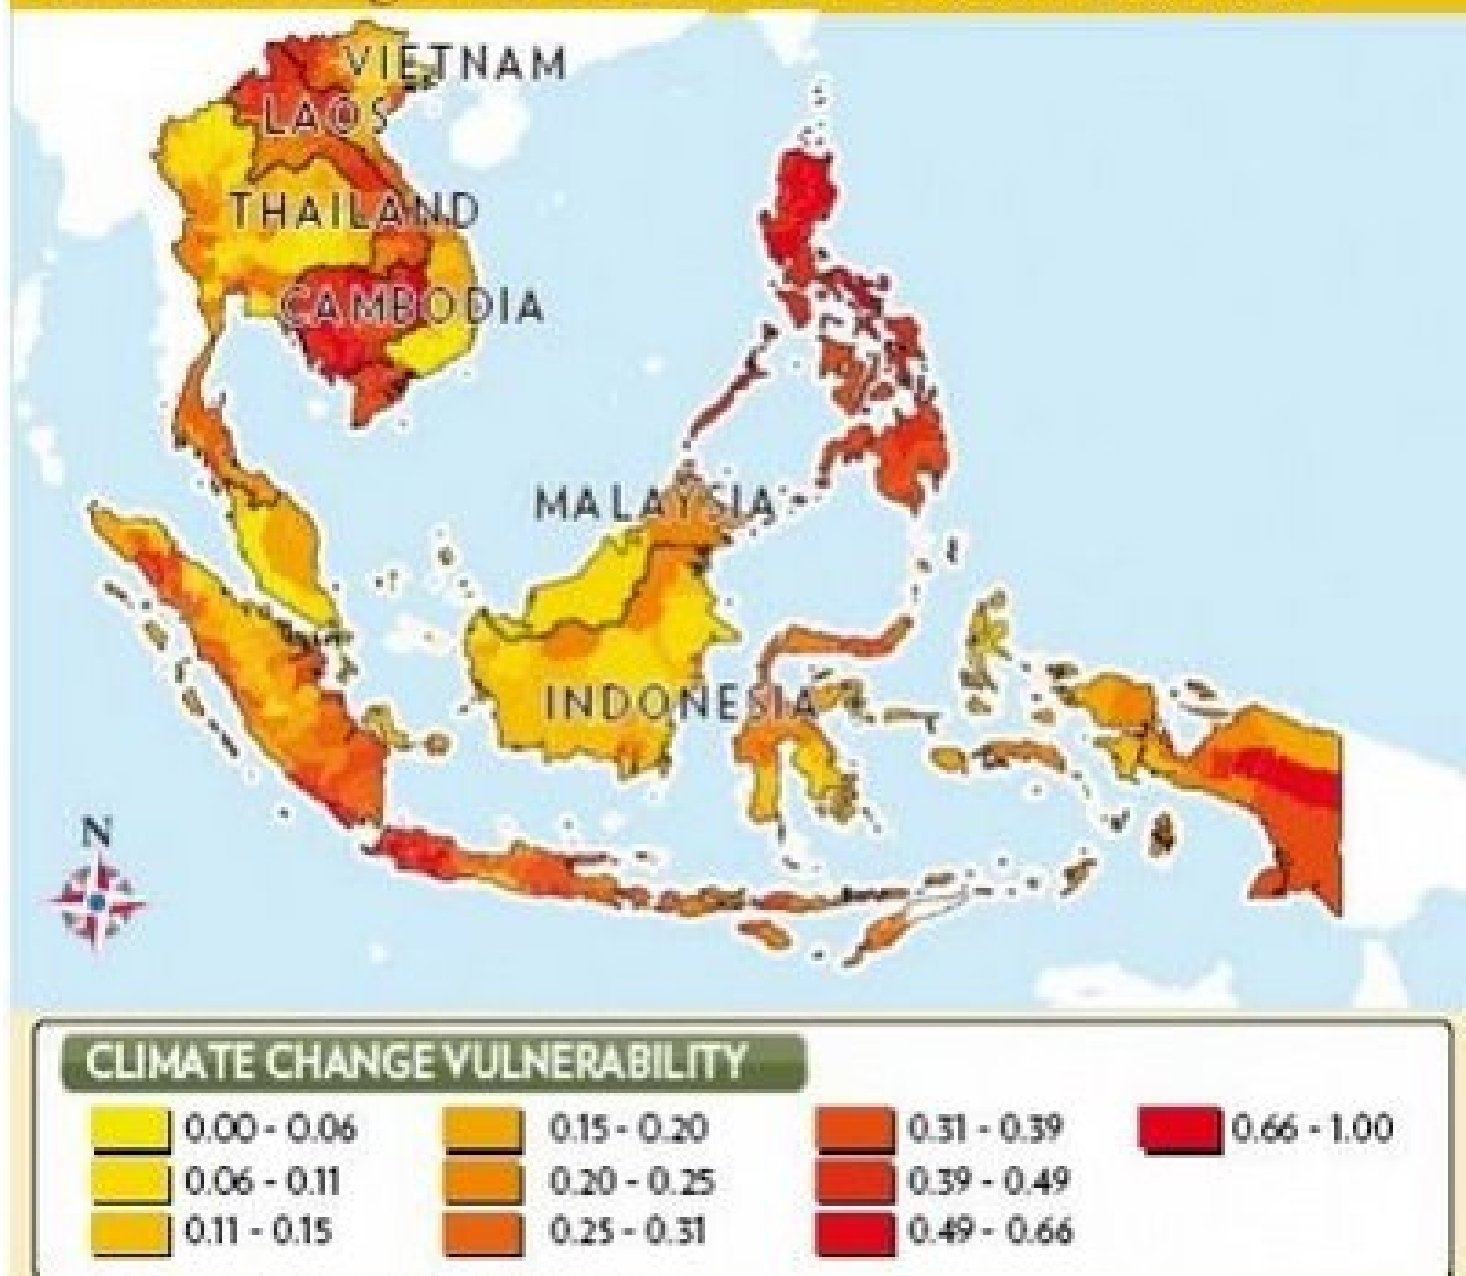 VIETNAM
LAOS
THAILAND
CAMBODIA
MALAYSIA
INDONESIA
N
CLIMATE CHANGE VULNERABILITY
0.00 - 0.06
0.15 - 0.20
0.31 - 0.39
0.66 - 1.00
0.06 - 0.11
0.20 - 0.25
0.39 - 0.49
0.11 - 0.15
0.25 - 0.31
0.49 - 0.66